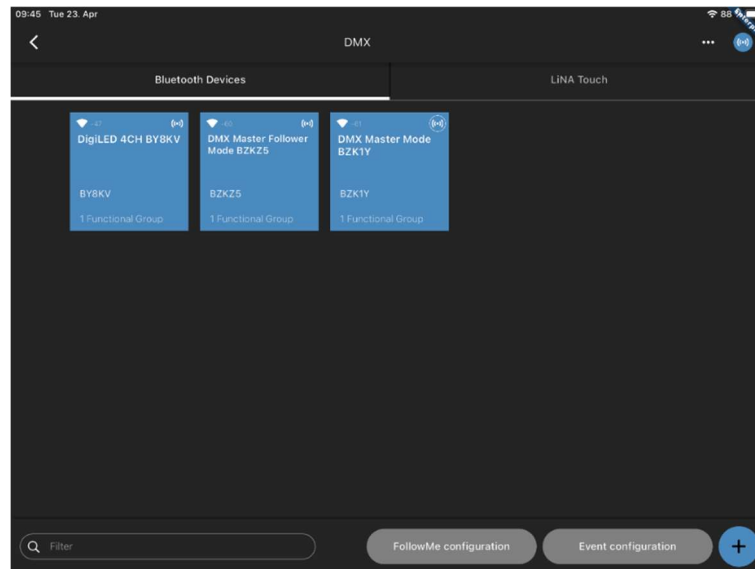 09:45 Tue 23. Apr
88
DMX
Bluetooth Devices
LiNA Touch
-47
DigiLED 4CH BY8KV
BY8KV
1 Functional Group
DMX Master Follower
Mode BZKZ5
BZKZ5
1 Functional Group
DMX Master Mode
BZK1Y
BZK1Y
1 Functional Group
Filter
FollowMe configuration
Event configuration